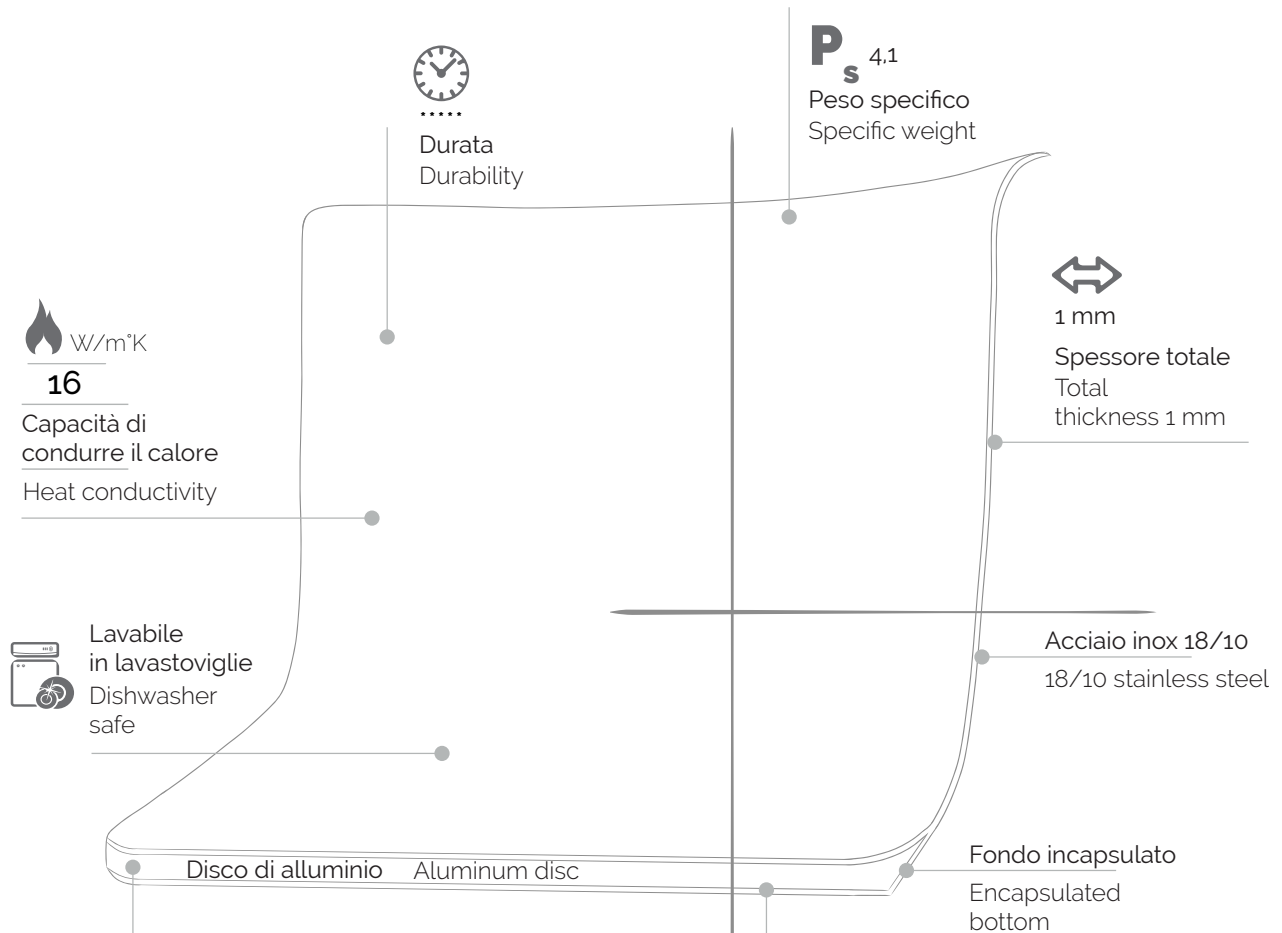 Ps 4,1
Peso specifico
Specific weight
Durata
Durability
1 mm
Spessore totale
Total
thickness 1 mm
W/m°K
16
Capacità di
condurre il calore
Heat conductivity
Lavabile
in lavastoviglie
Dishwasher
safe
Acciaio inox 18/10
18/10 stainless steel
Disco di alluminio Aluminum disc
Fondo incapsulato
Encapsulated
bottom